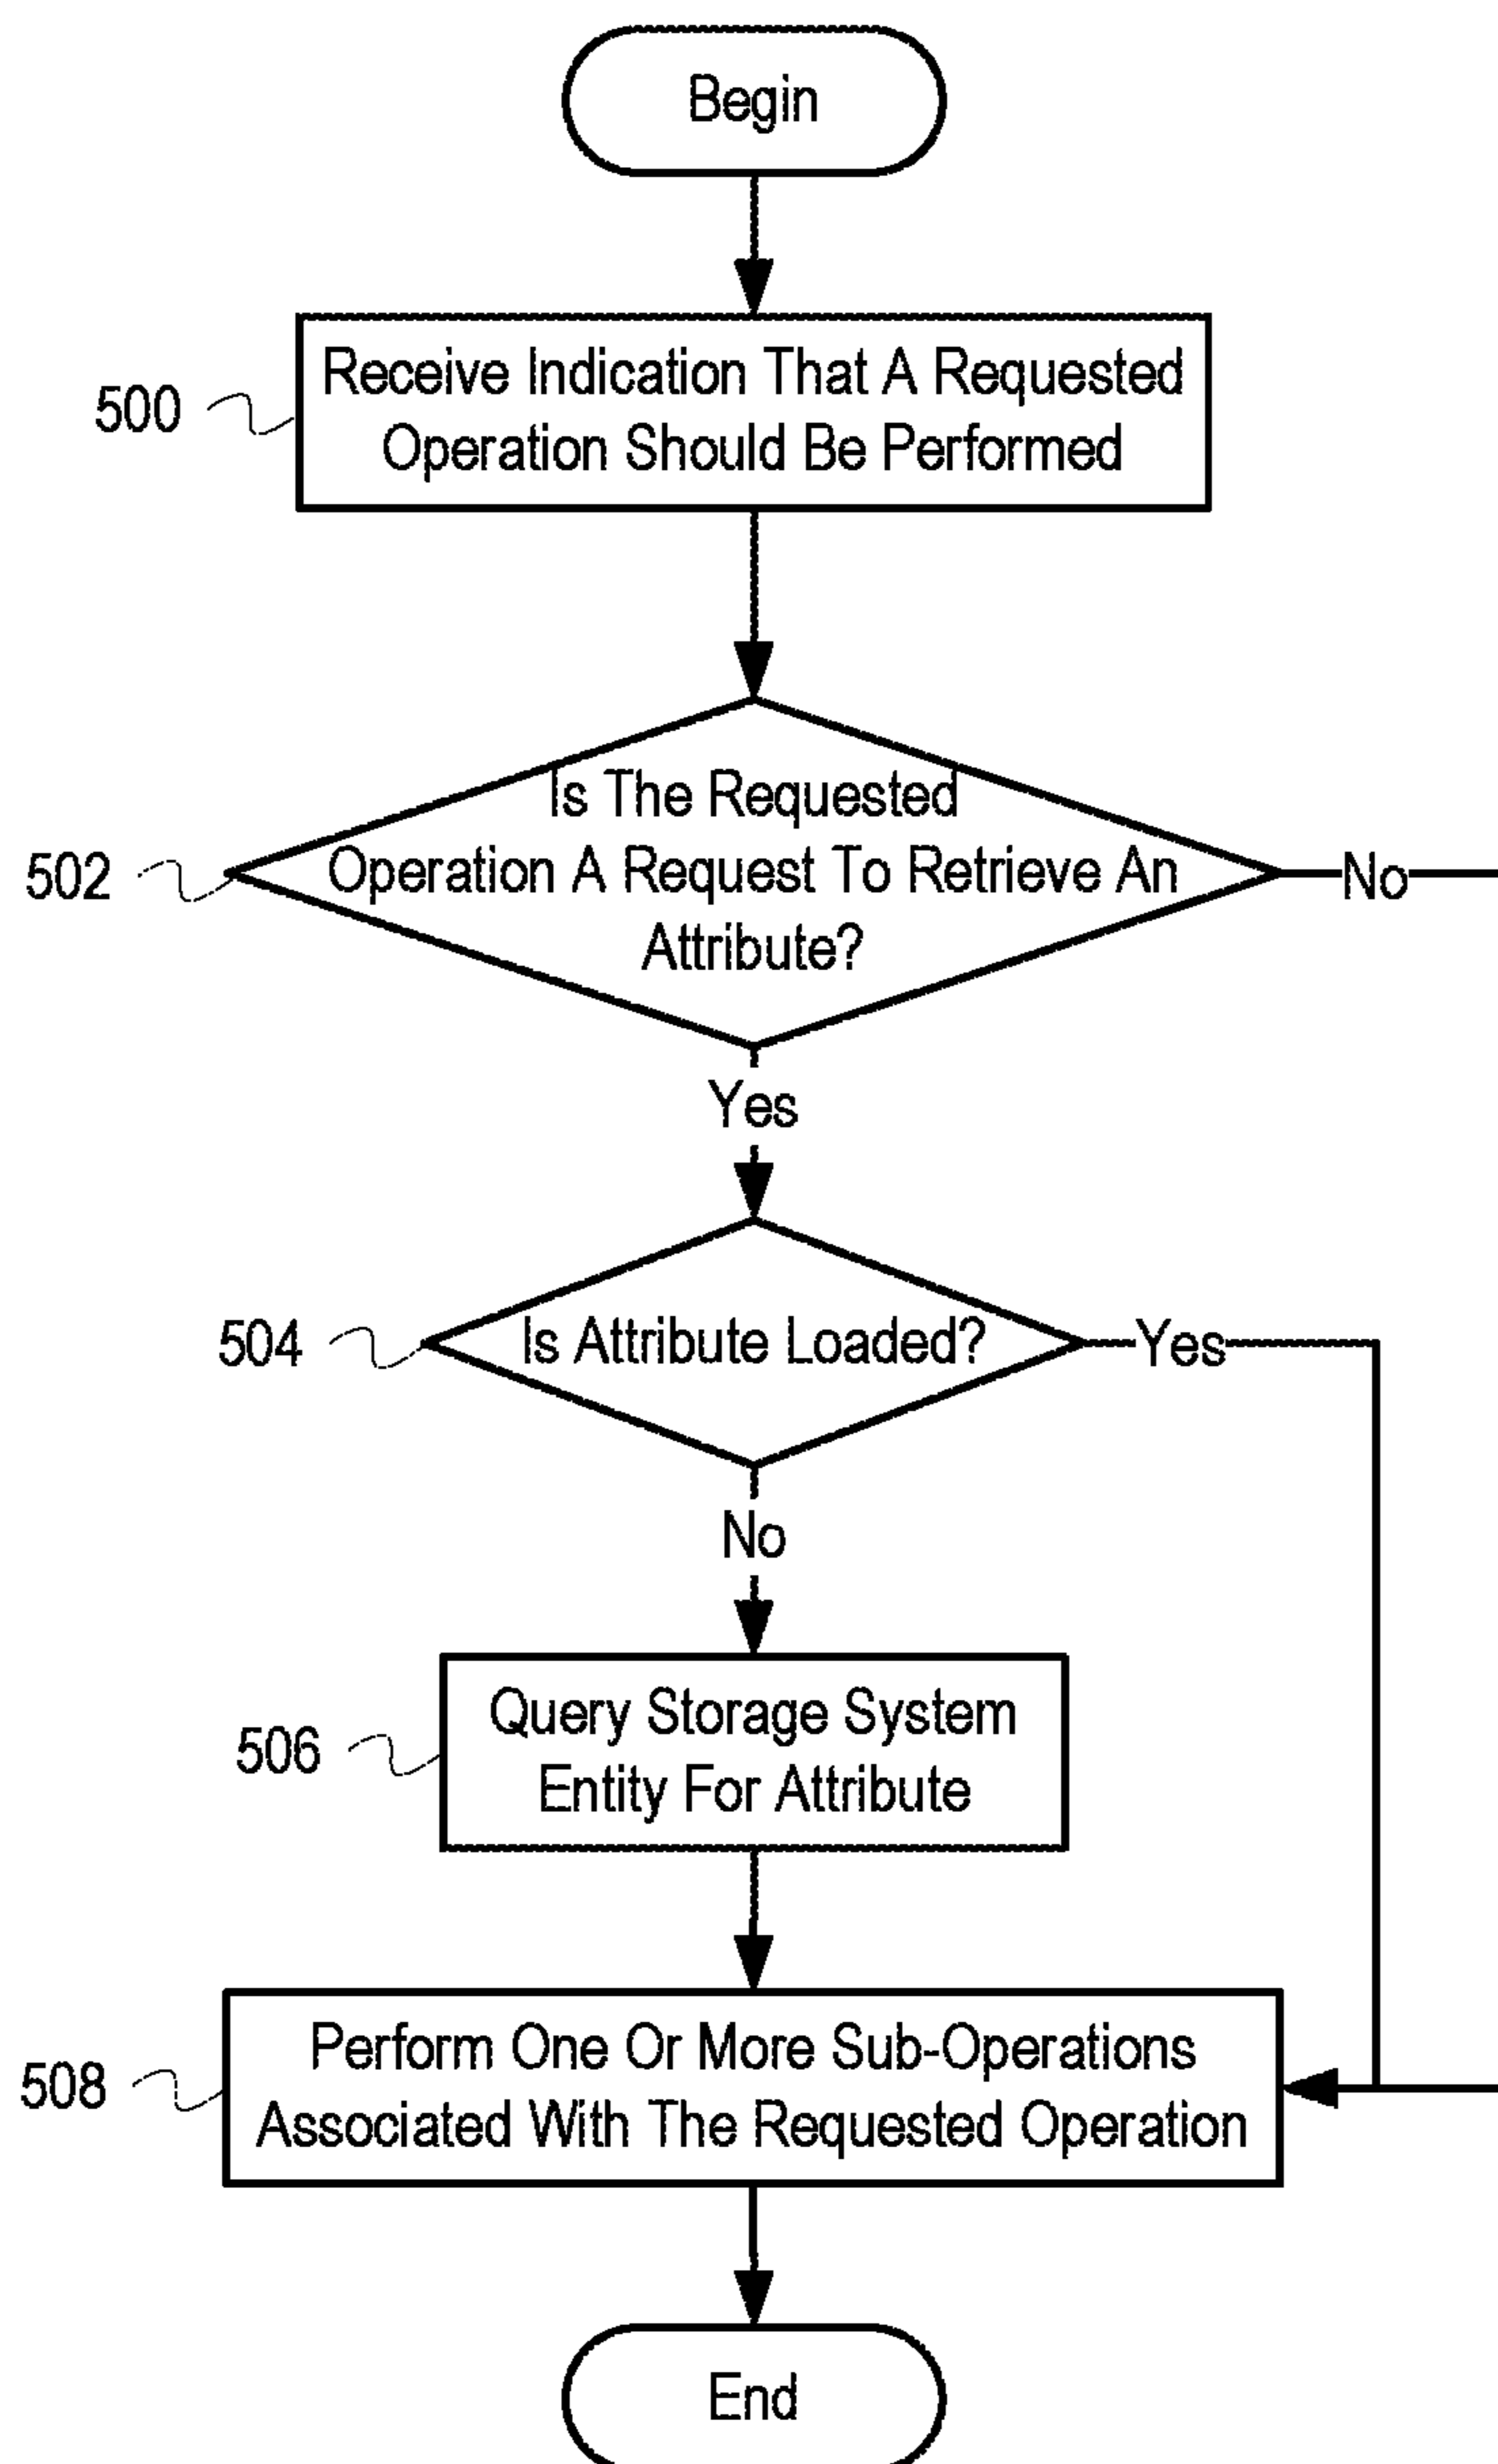 Begin
500
Receive Indication That A Requested
Operation Should Be Performed
502
Is The Requested
Operation A Request To Retrieve An
Attribute?
No
Yes
504
Is Attribute Loaded?
Yes
No
506
Query Storage System
Entity For Attribute
508
Perform One Or More Sub-Operations
Associated With The Requested Operation
End